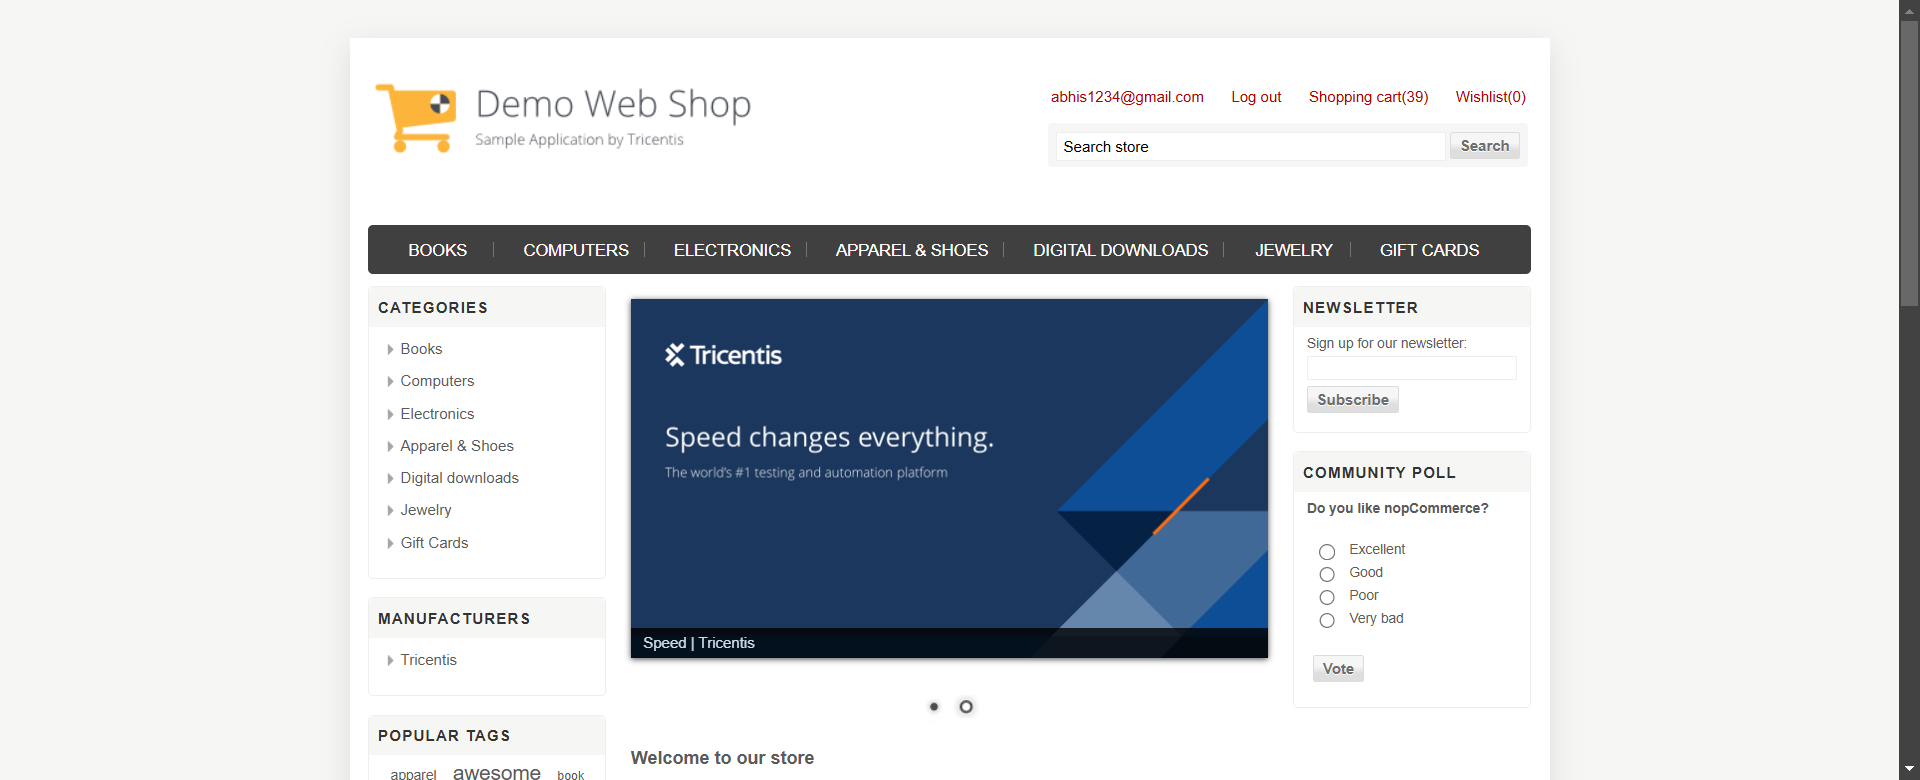 Demo Web Shop
Sample Application by Tricentis
abhis1234@gmail.com Log out Shopping cart(39) Wishlist(0)
Search store Search
BOOKS COMPUTERS ELECTRONICS APPAREL & SHOES DIGITAL DOWNLOADS JEWELRY GIFT CARDS
CATEGORIES
Books
Computers
Electronics
Apparel & Shoes
Digital downloads
Jewelry
Gift Cards
MANUFACTURERS
Tricentis
POPULAR TAGS
apparel awesome book
Tricentis
Speed changes everything.
The world's #1 testing and automation platform
Speed | Tricentis
Welcome to our store
NEWSLETTER
Sign up for our newsletter:
Subscribe
COMMUNITY POLL
Do you like nopCommerce?
Excellent
Good
Poor
Very bad
Vote